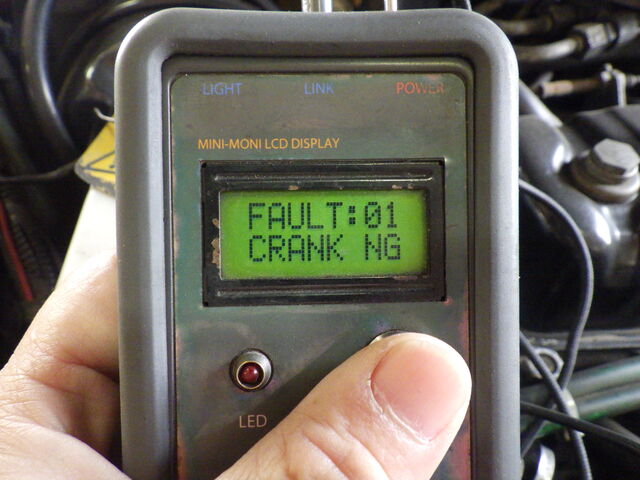 LIGHT LINK POWER
MINI-MONI LCD DISPLAY
FAULT:01
CRANK NG
LED